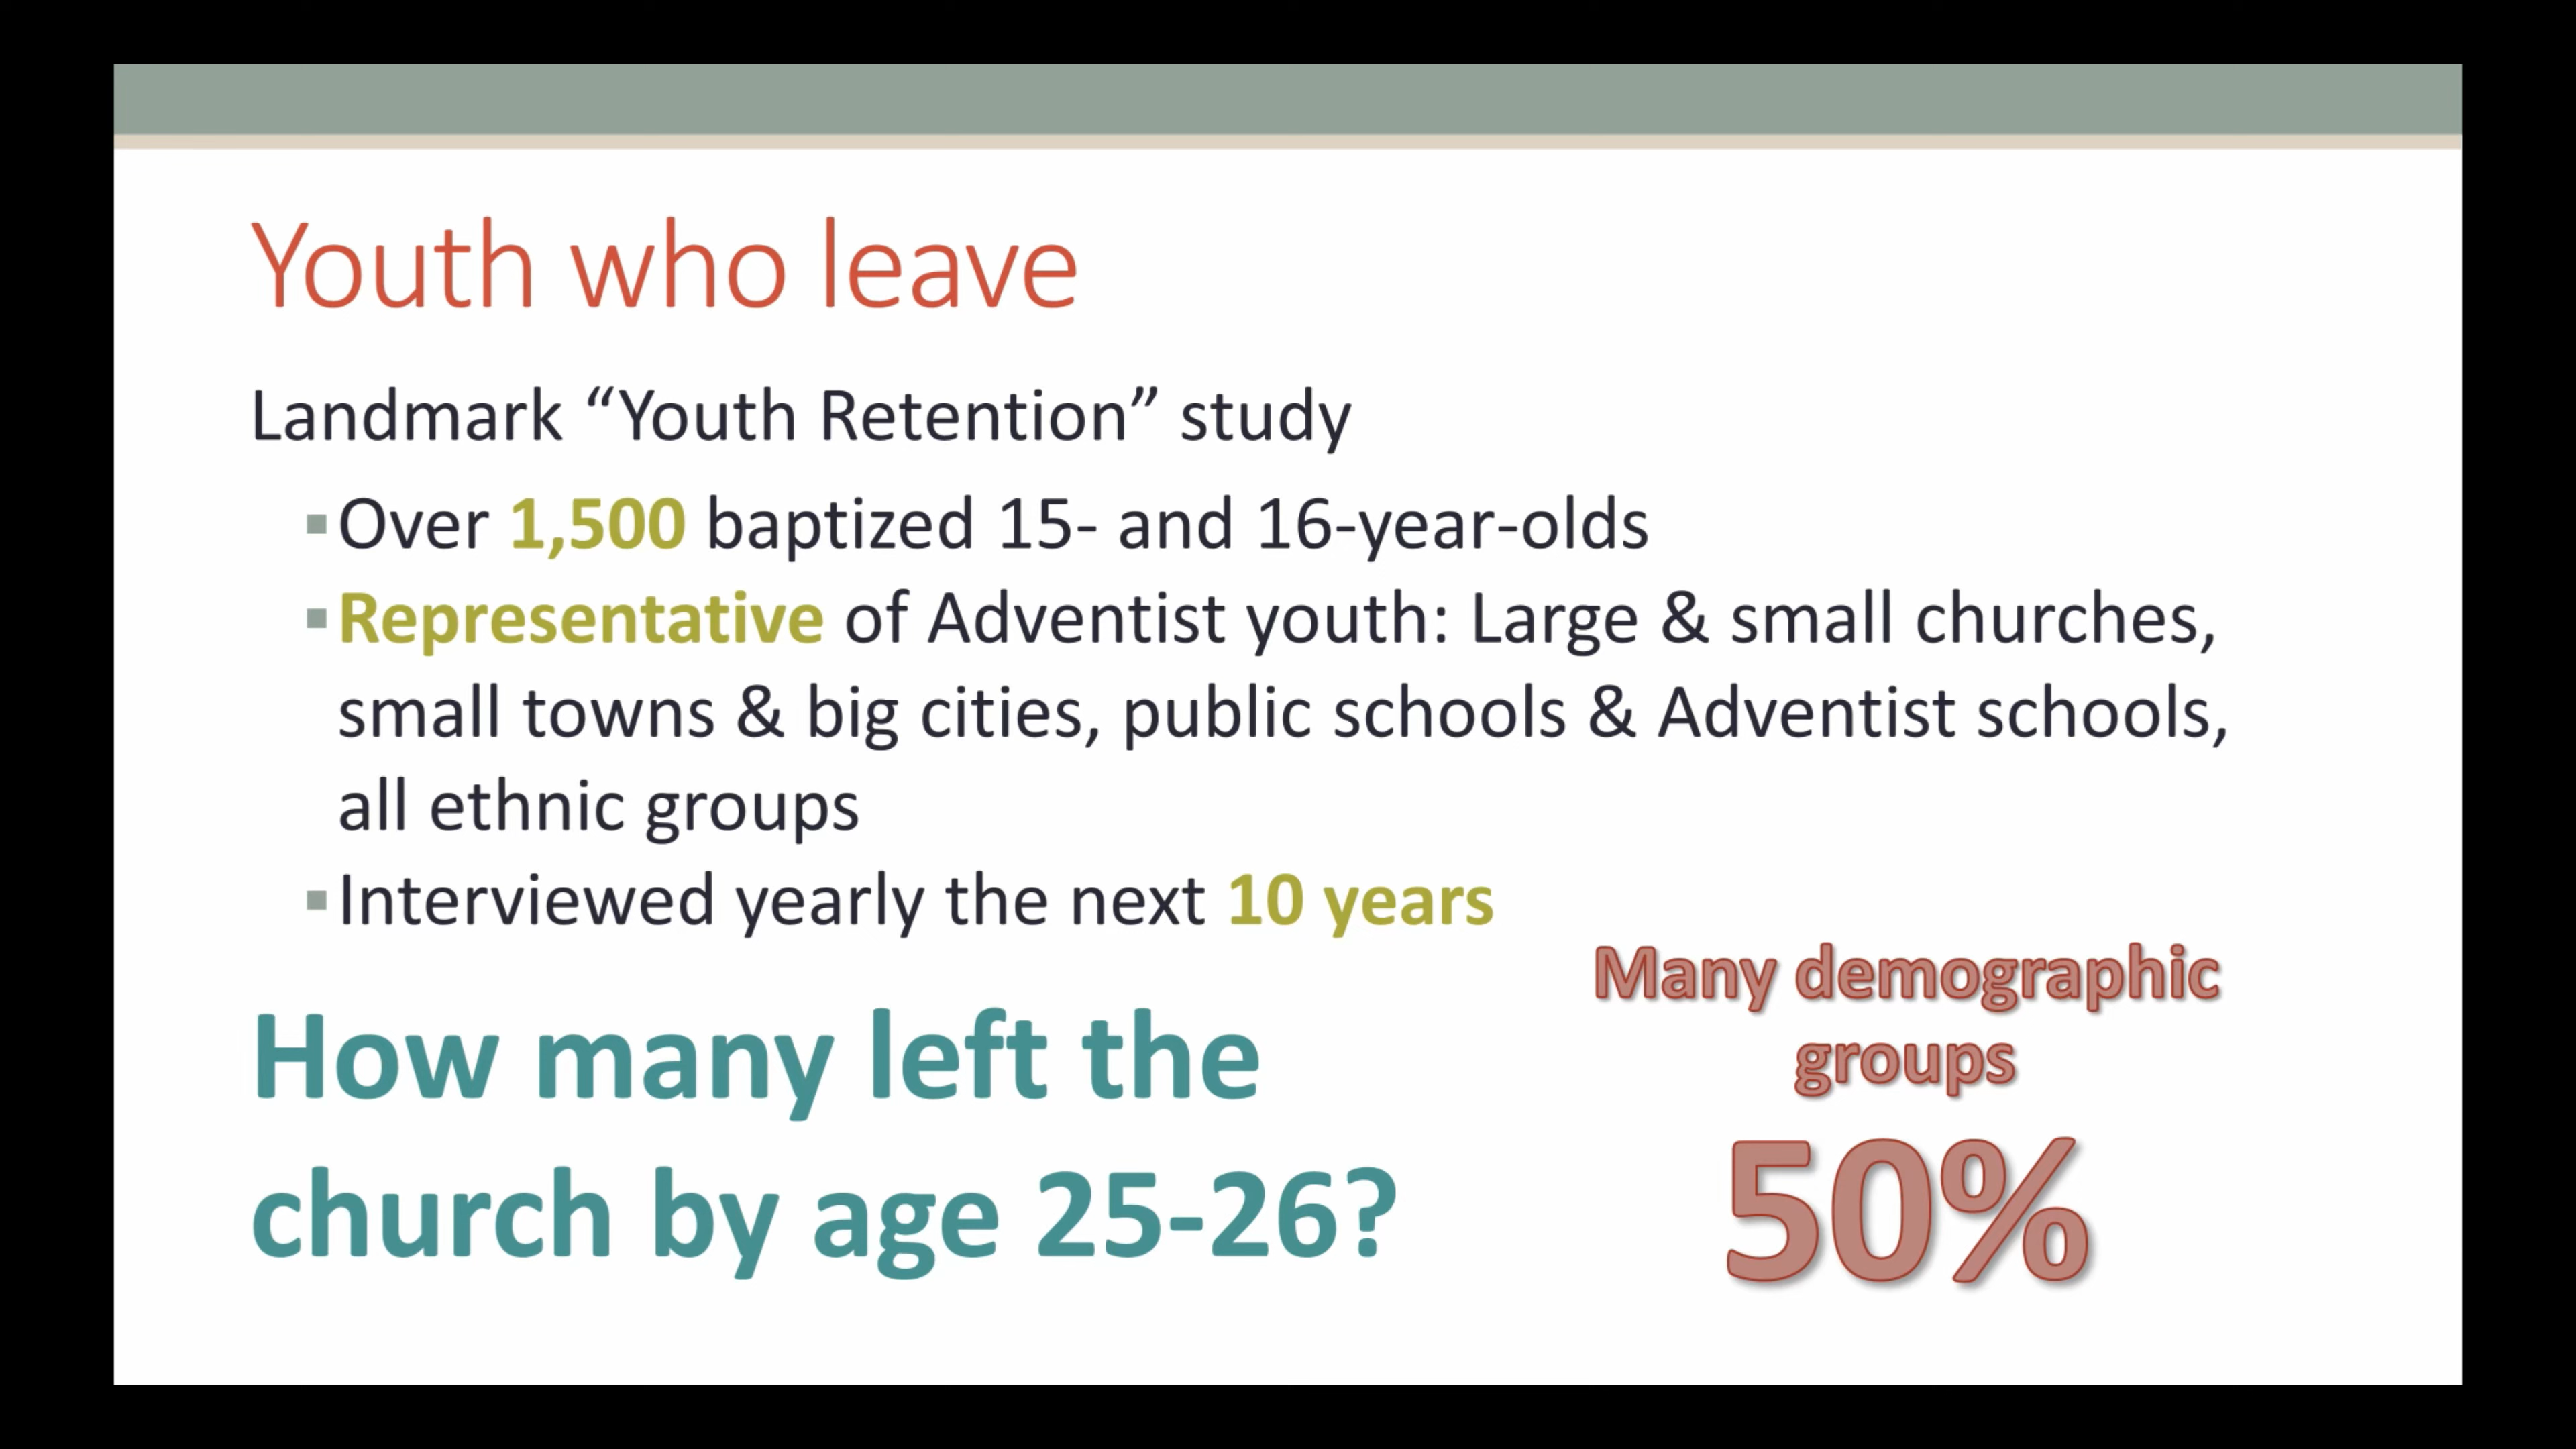 Youth who leave
Landmark “Youth Retention” study
▪Over 1,500 baptized 15- and 16-year-olds
▪Representative of Adventist youth: Large & small churches,
small towns & big cities, public schools & Adventist schools,
all ethnic groups
▪Interviewed yearly the next 10 years
How many left the
church by age 25-26?
Many demographic
groups
50%